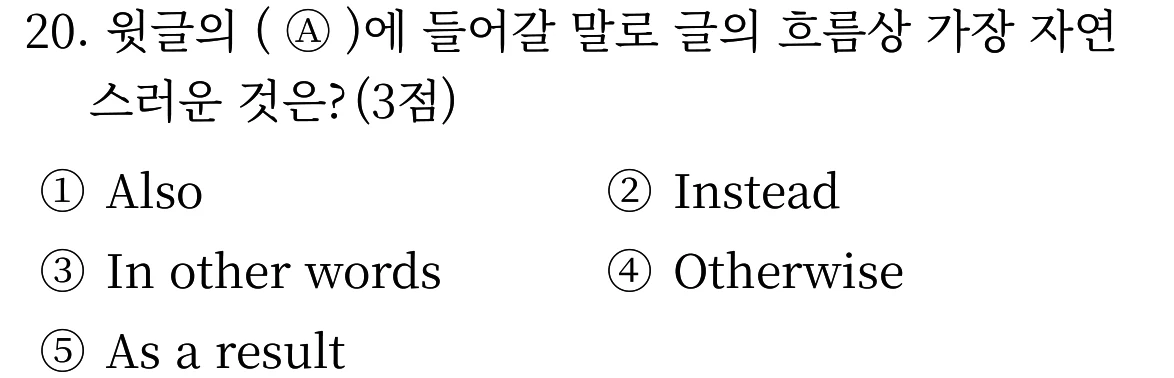 20. 윗글의 ( Ⓐ )에 들어갈 말로 글의 흐름상 가장 자연
스러운 것은?(3점)
① Also ② Instead
③ In other words ④ Otherwise
⑤ As a result